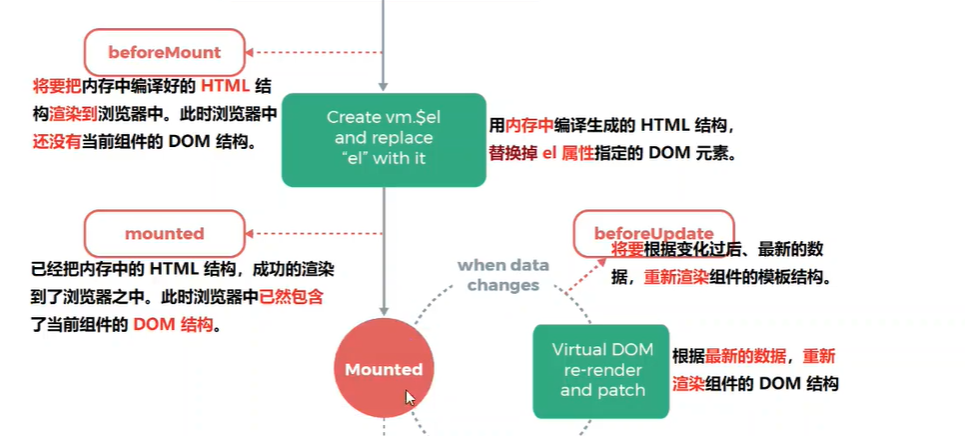 beforeMount
将要把内存中编译好的 HTML 结
构渲染到浏览器中。此时浏览器中
还没有当前组件的 DOM 结构。
Create vm.$el
and replace
“el” with it
用内存中编译生成的 HTML 结构，
替换掉 el 属性指定的 DOM 元素。
mounted
已经把内存中的 HTML 结构，成功的渲染
到了浏览器之中。此时浏览器中已然包含
了当前组件的 DOM 结构。
beforeUpdate
将要根据变化过后、最新的数
据，重新渲染组件的模板结构。
when data
changes
Mounted
Virtual DOM
re-render
and patch
根据最新的数据，重新
渲染组件的 DOM 结构